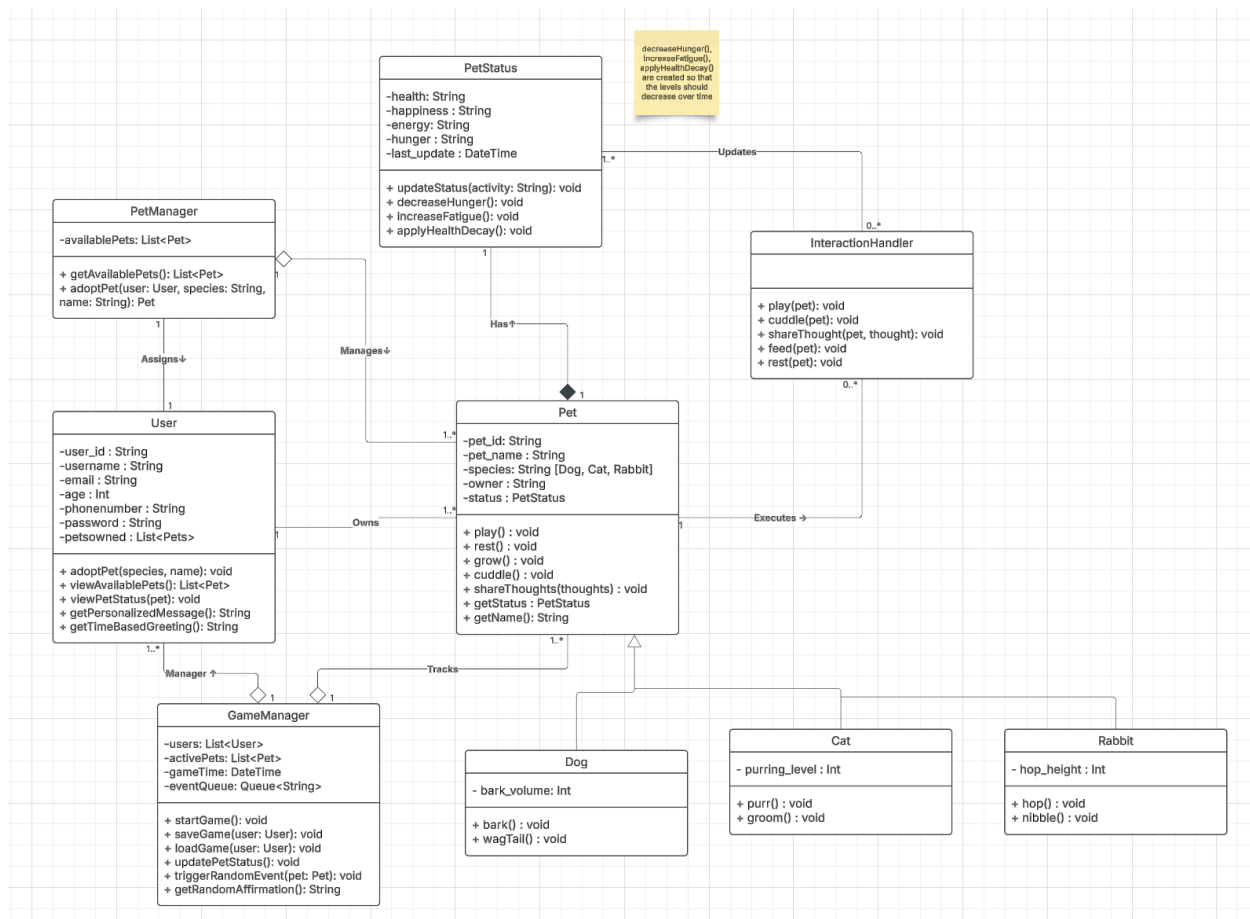 PetStatus
-health: String
-happiness : String
-energy: String
-hunger : String
-last_update : DateTime
+ updateStatus(activity: String): void
+ decreaseHunger(): void
+ increaseFatigue(): void
+ applyHealthDecay(): void
1
1..*
decreaseHunger(),
increaseFatigue(),
applyHealthDecay()
are created so that
the levels should
decrease over time
Updates
0..*
InteractionHandler
+ play(pet): void
+ cuddle(pet): void
+ shareThought(pet, thought): void
+ feed(pet): void
+ rest(pet): void
0..*
PetManager
-availablePets: List<Pet>
+ getAvailablePets(): List<Pet>
+ adoptPet(user: User, species: String,
name: String): Pet
1
1
Assigns↓
1
Manages↓
1..*
Has↑
1
User
-user_id : String
-username : String
-email : String
-age : Int
-phonenumber : String
-password : String
-petsowned : List<Pets>
+ adoptPet(species, name): void
+ viewAvailablePets(): List<Pet>
+ viewPetStatus(pet): void
+ getPersonalizedMessage(): String
+ getTimeBasedGreeting(): String
1
Owns
1..*
1..*
Pet
-pet_id: String
-pet_name : String
-species: String [Dog, Cat, Rabbit]
-owner : String
-status : PetStatus
+ play() : void
+ rest() : void
+ grow() : void
+ cuddle() : void
+ shareThoughts(thoughts) : void
+ getStatus : PetStatus
+ getName(): String
1
Executes →
1..*
Manager ↑
1
Tracks
1
GameManager
-users: List<User>
-activePets: List<Pet>
-gameTime: DateTime
-eventQueue: Queue<String>
+ startGame(): void
+ saveGame(user: User): void
+ loadGame(user: User): void
+ updatePetStatus(): void
+ triggerRandomEvent(pet: Pet): void
+ getRandomAffirmation(): String
Dog
- bark_volume: Int
+ bark() : void
+ wagTail() : void
Cat
- purring_level : Int
+ purr() : void
+ groom() : void
Rabbit
- hop_height : Int
+ hop() : void
+ nibble() : void